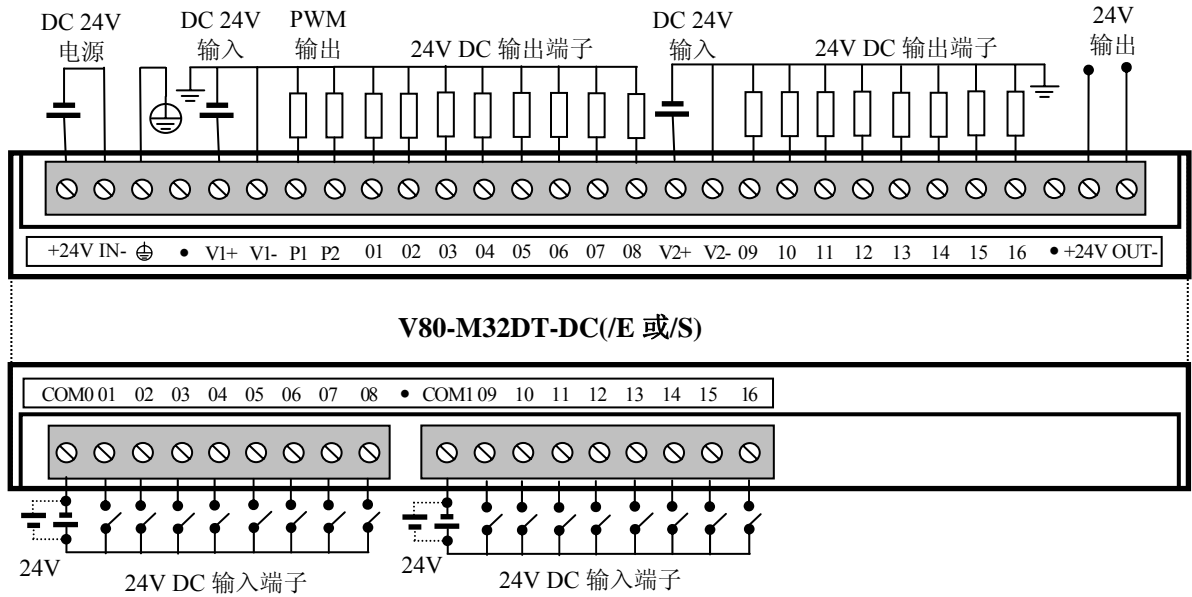 DC 24V 电源
DC 24V 输入
PWM 输出
24V DC 输出端子
DC 24V 输入
24V DC 输出端子
24V 输出
+24V IN- V1+ V1- P1 P2 01 02 03 04 05 06 07 08 V2+ V2- 09 10 11 12 13 14 15 16 +24V OUT-
V80-M32DT-DC(/E 或/S)
COM0 01 02 03 04 05 06 07 08 COM1 09 10 11 12 13 14 15 16
24V
24V DC 输入端子
24V
24V DC 输入端子